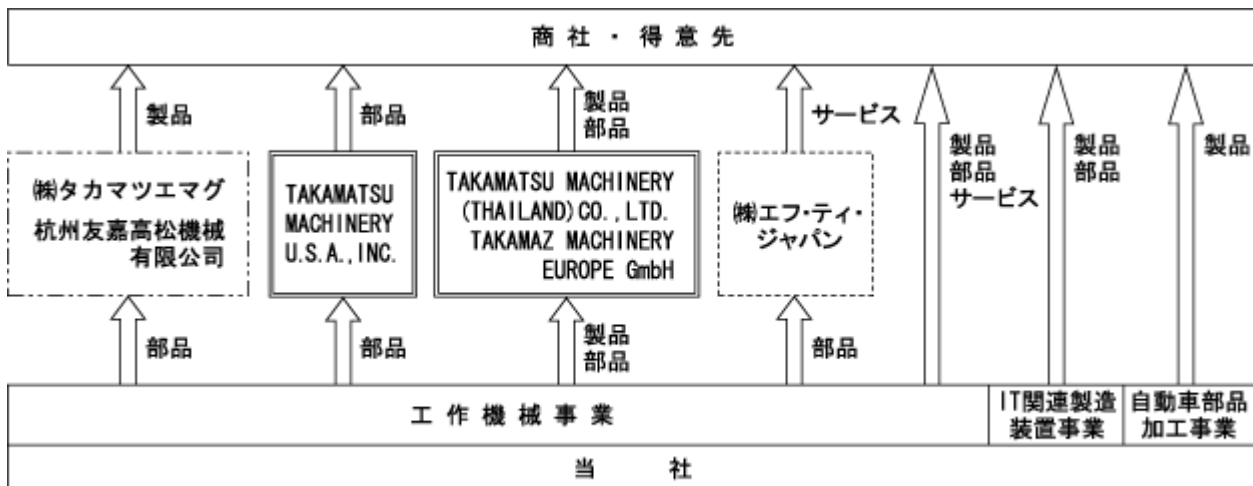 商社・得意先
製品
部品
製品
部品
サービス
製品
部品
サービス
製品
部品
製品
㈱タカマツエマグ
杭州友嘉高松機械
有限公司
TAKAMATSU
MACHINERY
U.S.A.,INC.
TAKAMATSU MACHINERY
(THAILAND)CO.,LTD.
TAKAMAZ MACHINERY
EUROPE GmbH
㈱エフ・ティ・
ジャパン
部品
部品
製品
部品
部品
工作機械事業
IT関連製造
装置事業
自動車部品
加工事業
当社